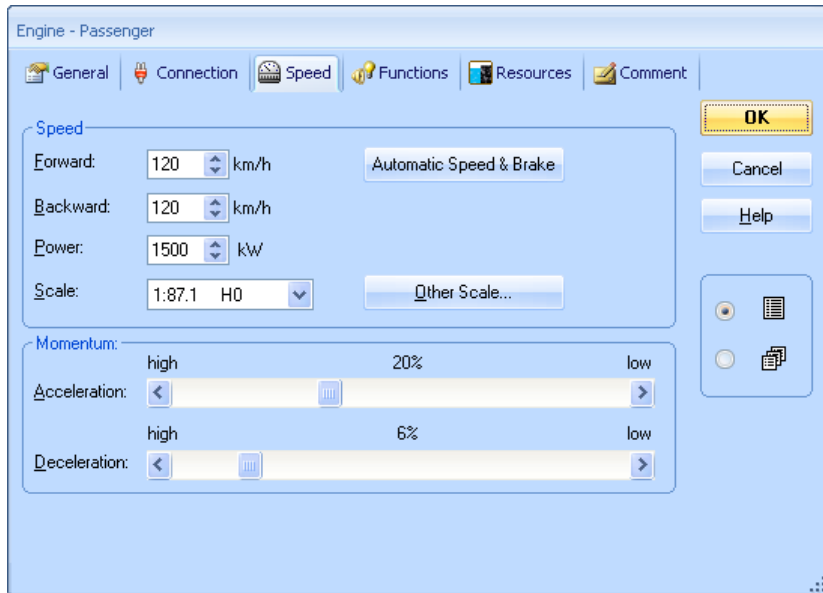 Engine - Passenger
General Connection Speed Functions Resources Comment
Speed
Forward: 120 km/h Automatic Speed & Brake
Backward: 120 km/h
Power: 1500 kW
Scale: 1:87.1 H0 Other Scale...
Momentum:
high 20% low
Acceleration:
high 6% low
Deceleration:
OK
Cancel
Help